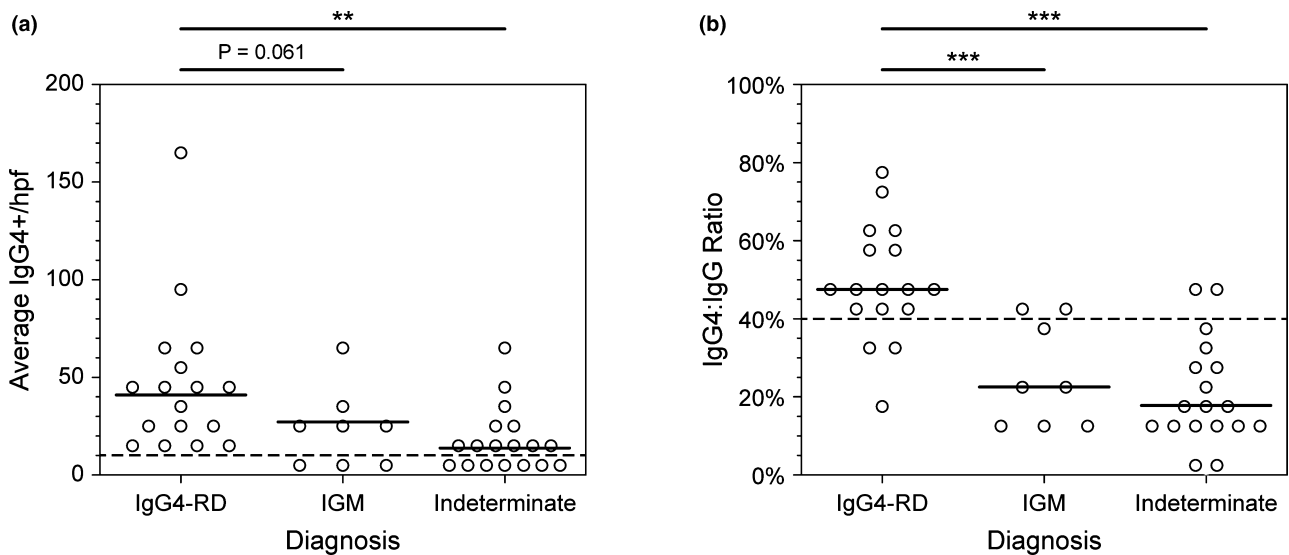 (a)
**
P = 0.061
200
150
100
50
0
Average IgG4+/hpf
IgG4-RD IGM Indeterminate
Diagnosis
(b)
***
***
100%
80%
60%
40%
20%
0%
IgG4:IgG Ratio
IgG4-RD IGM Indeterminate
Diagnosis